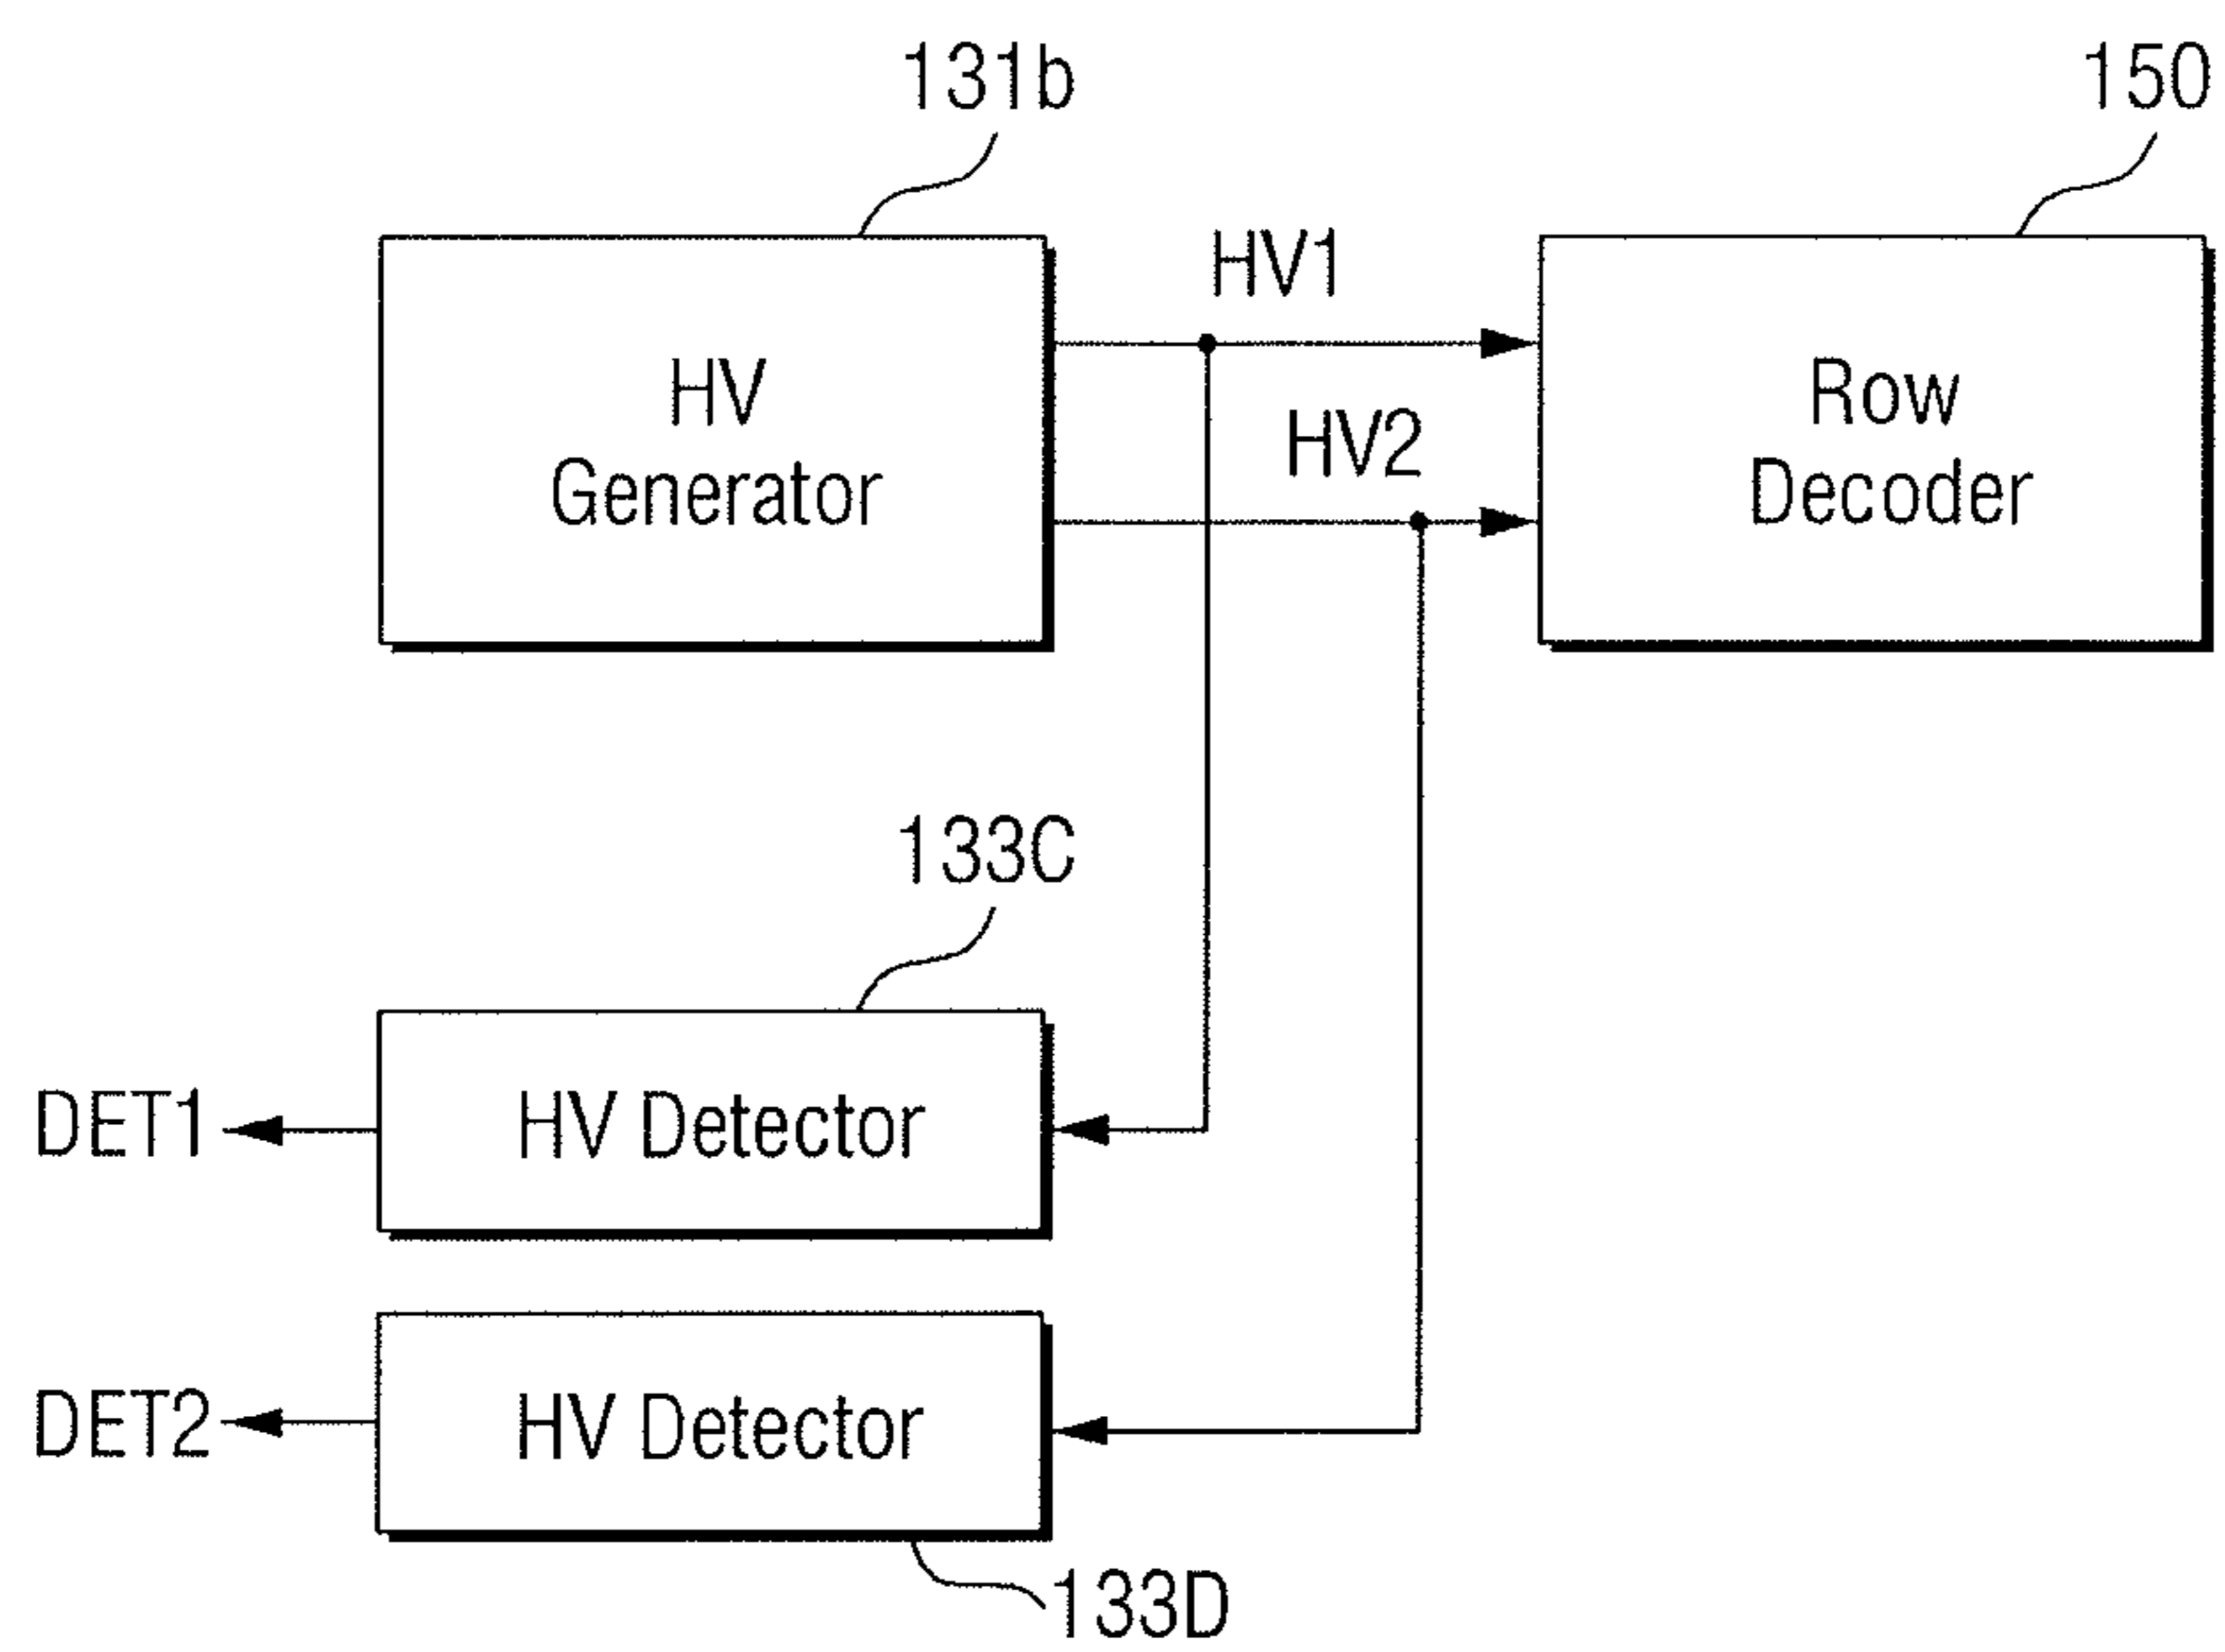 131b
150
HV1
HV
Generator
HV2
Row
Decoder
133C
DET1
HV Detector
DET2
HV Detector
133D